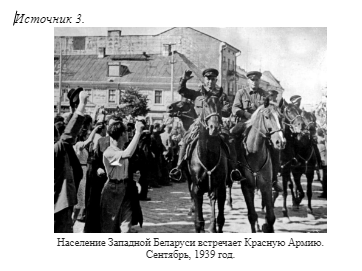 Источник 3.
Население Западной Беларуси встречает Красную Армию.
Сентябрь, 1939 год.